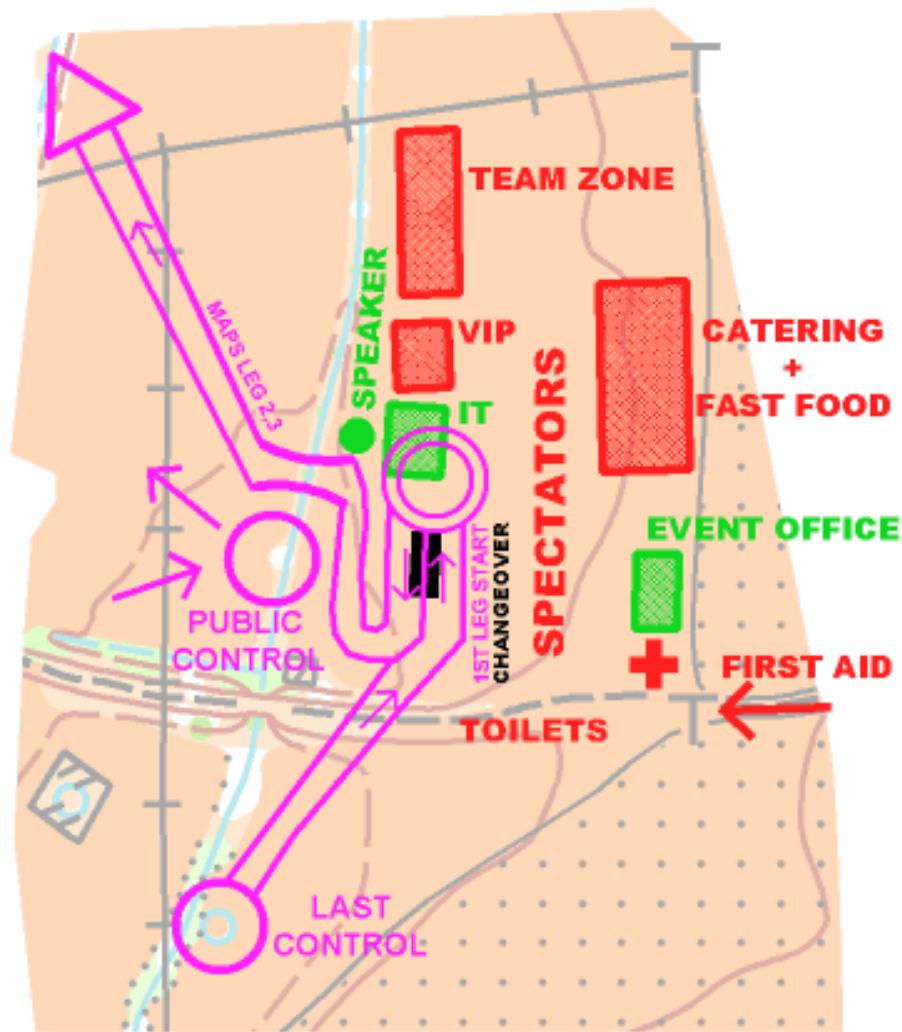 TEAM ZONE
SPEAKER
VIP
CATERING
+
FAST FOOD
MAPS LEG 2,3
IT
SPECTATORS
EVENT OFFICE
1ST LEG START
CHANGEOVER
PUBLIC
CONTROL
FIRST AID
TOILETS
LAST
CONTROL